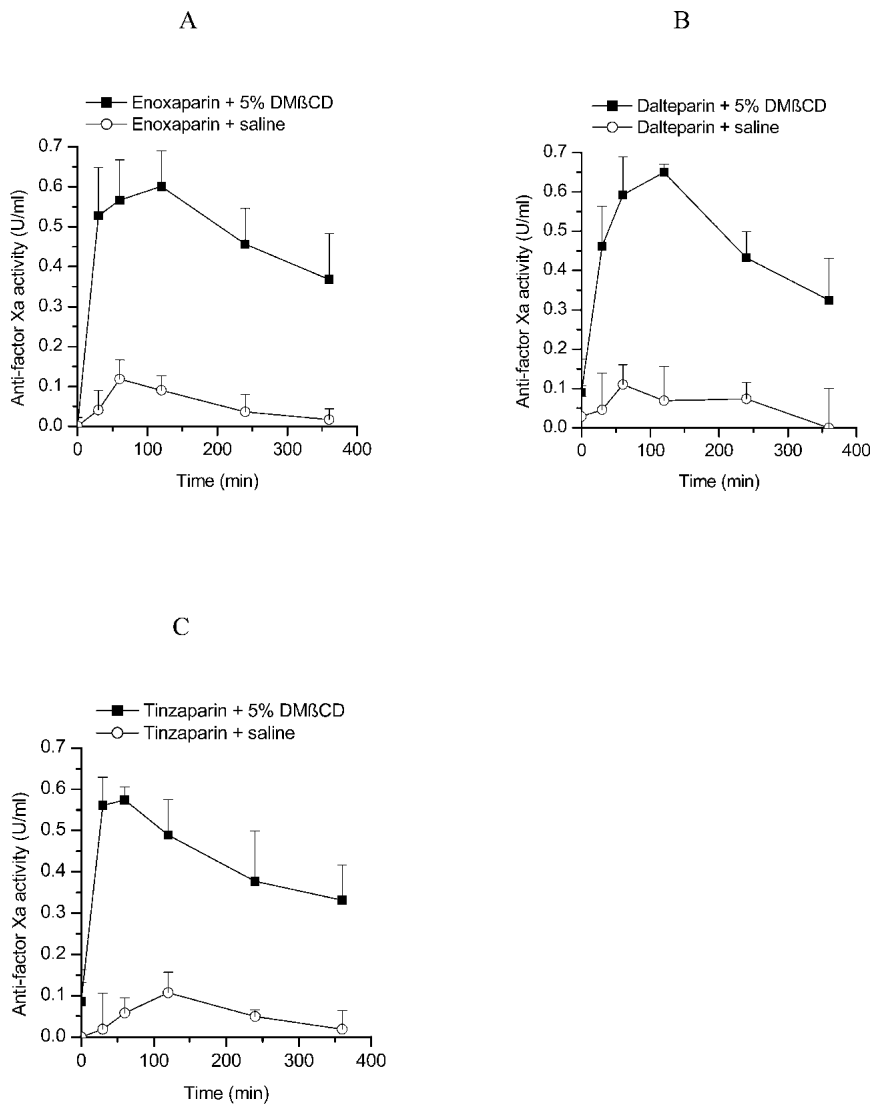 A
Enoxaparin + 5% DMßCD
Enoxaparin + saline
Anti-factor Xa activity (U/ml)
0.7
0.6
0.5
0.4
0.3
0.2
0.1
0.0
0 100 200 300 400
Time (min)
B
Dalteparin + 5% DMßCD
Dalteparin + saline
Anti-factor Xa activity (U/ml)
0.7
0.6
0.5
0.4
0.3
0.2
0.1
0.0
0 100 200 300 400
Time (min)
C
Tinzaparin + 5% DMßCD
Tinzaparin + saline
Anti-factor Xa activity (U/ml)
0.7
0.6
0.5
0.4
0.3
0.2
0.1
0.0
0 100 200 300 400
Time (min)